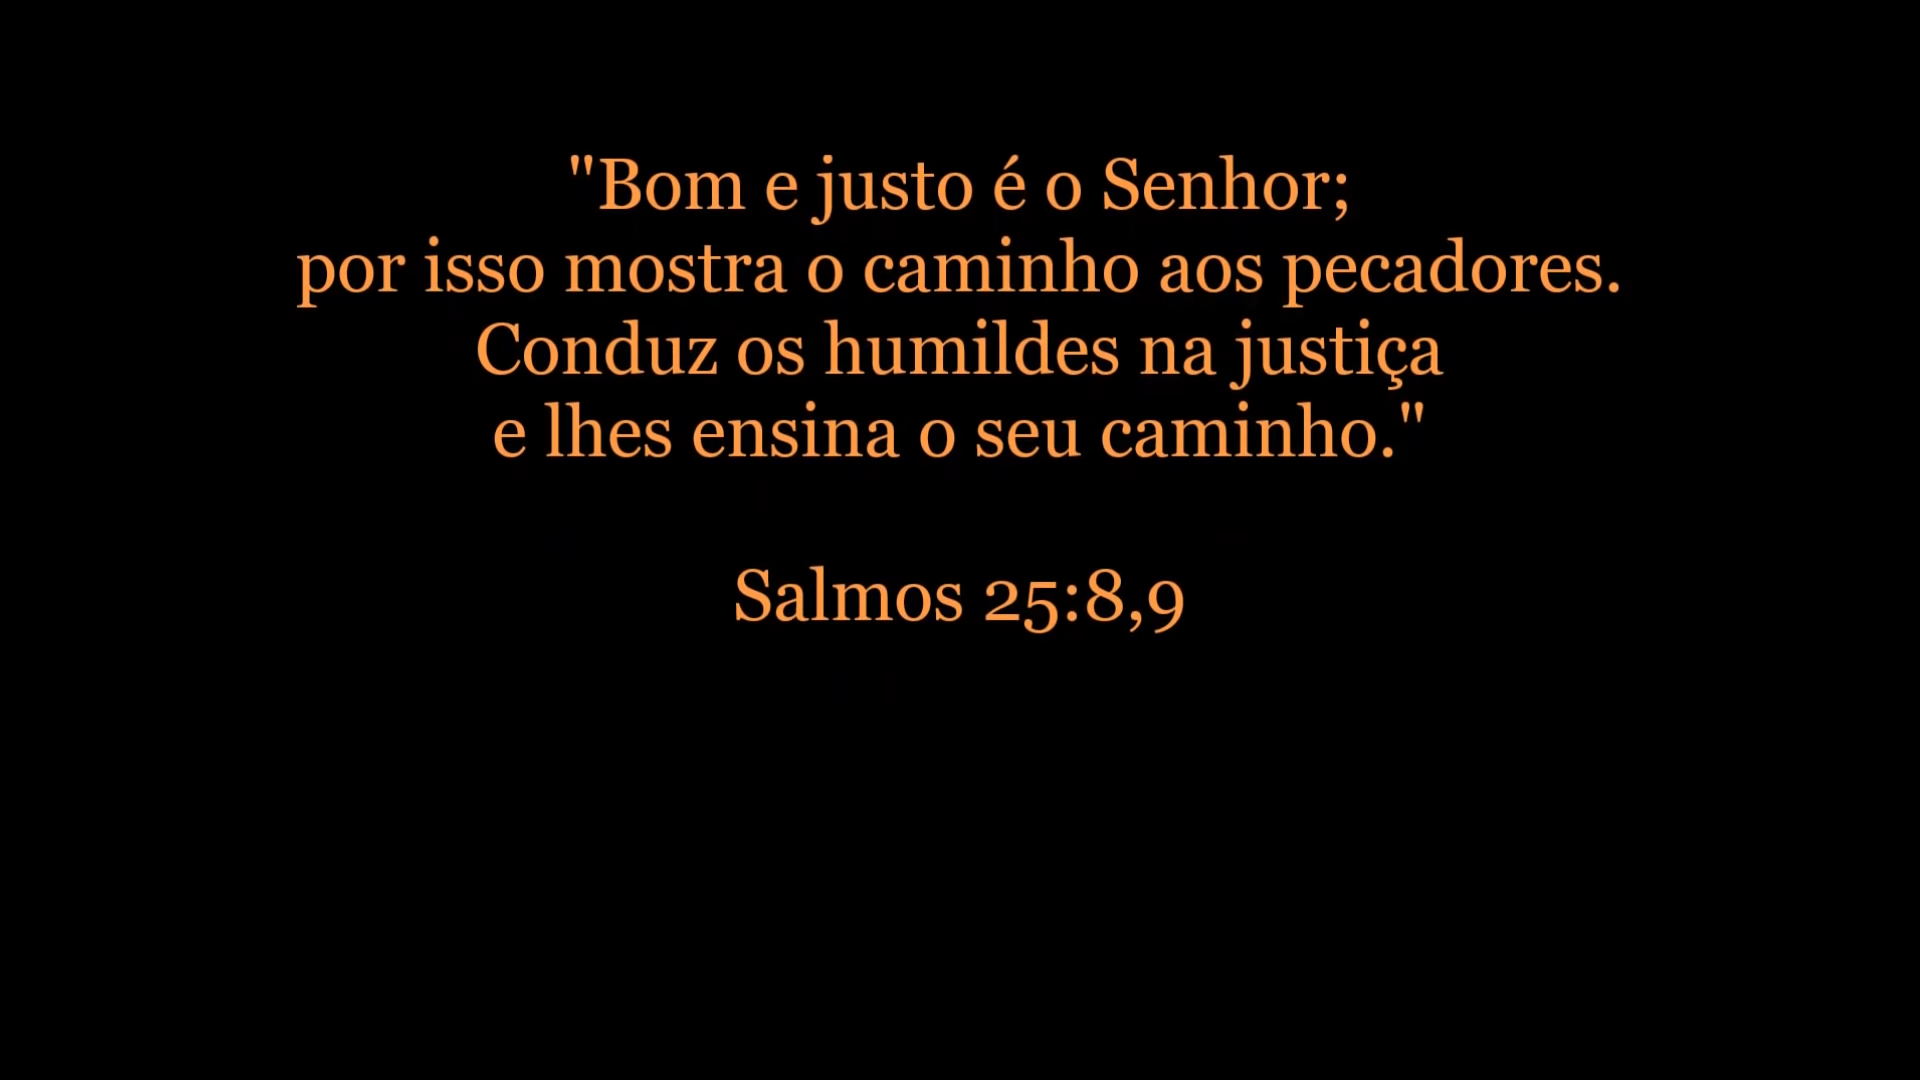 "Bom e justo é o Senhor;
por isso mostra o caminho aos pecadores.
Conduz os humildes na justiça
e lhes ensina o seu caminho."
Salmos 25:8,9